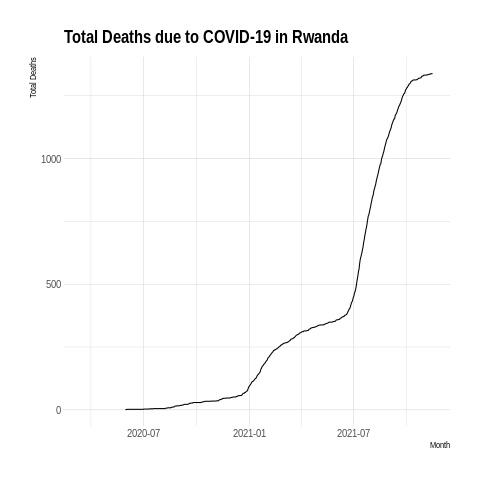 Total Deaths due to COVID-19 in Rwanda
Total Deaths
1000
500
0
2020-07
2021-01
2021-07
Month